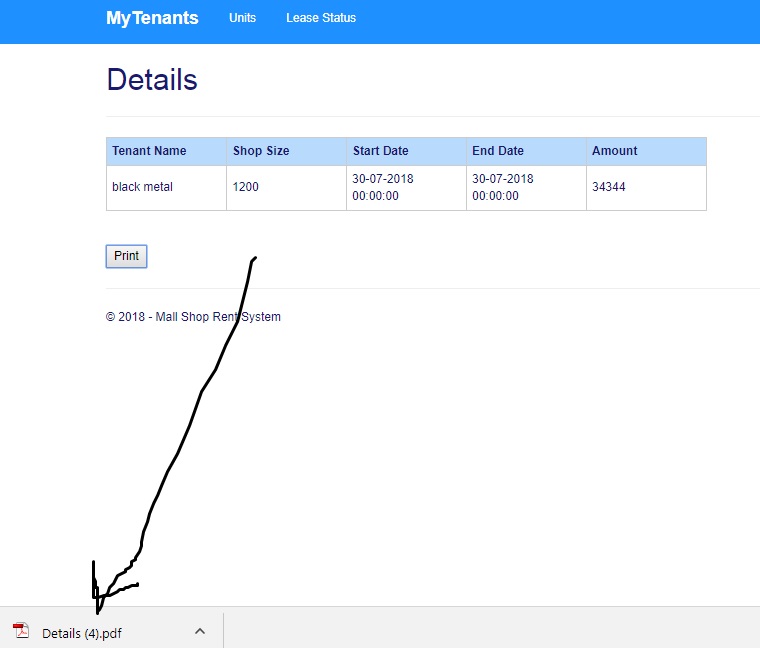 MyTenants Units Lease Status
Details
Tenant Name Shop Size Start Date End Date Amount
black metal 1200 30-07-2018 00:00:00 30-07-2018 00:00:00 34344
Print
© 2018 - Mall Shop Rent System
Details (4).pdf